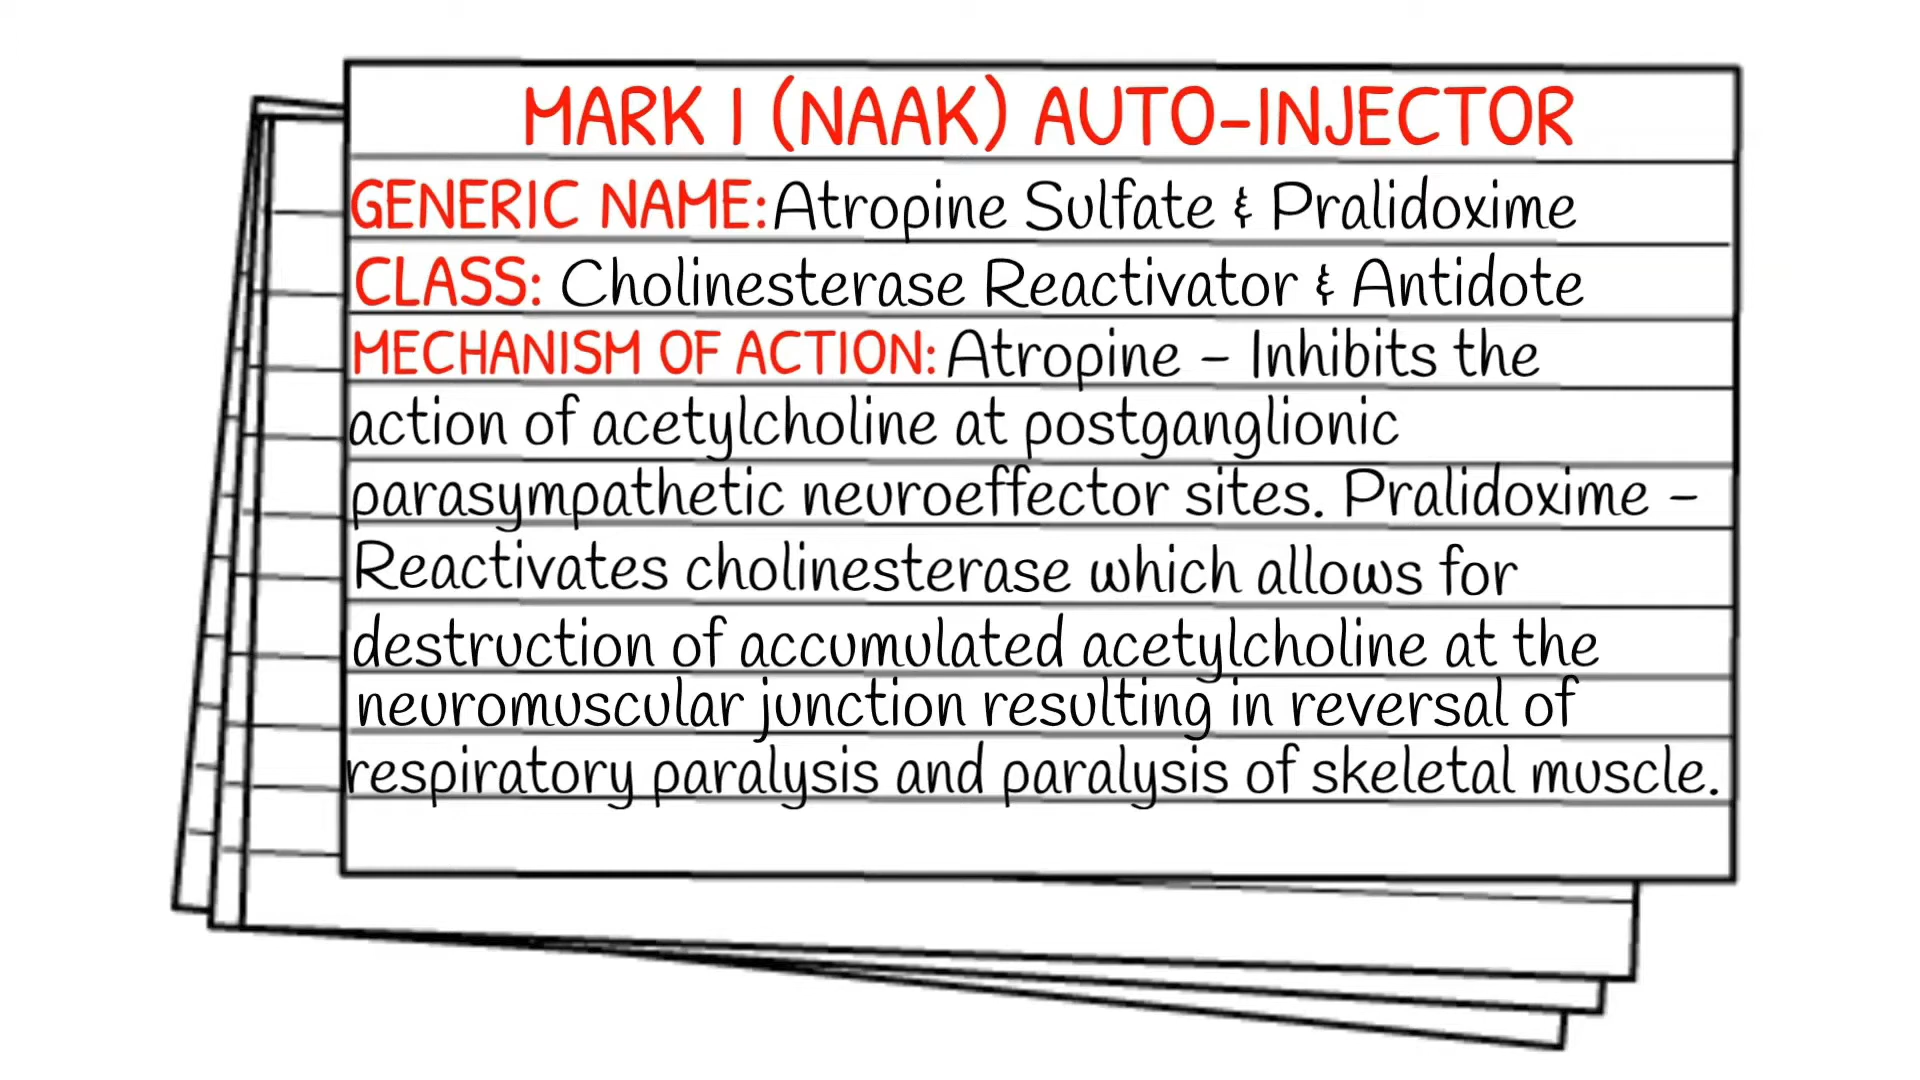 MARK I (NAAK) AUTO-INJECTOR
GENERIC NAME: Atropine Sulfate & Pralidoxime
CLASS: Cholinesterase Reactivator & Antidote
MECHANISM OF ACTION: Atropine – Inhibits the
action of acetylcholine at postganglionic
parasympathetic neuroeffector sites. Pralidoxime –
Reactivates cholinesterase which allows for
destruction of accumulated acetylcholine at the
neuromuscular junction resulting in reversal of
respiratory paralysis and paralysis of skeletal muscle.